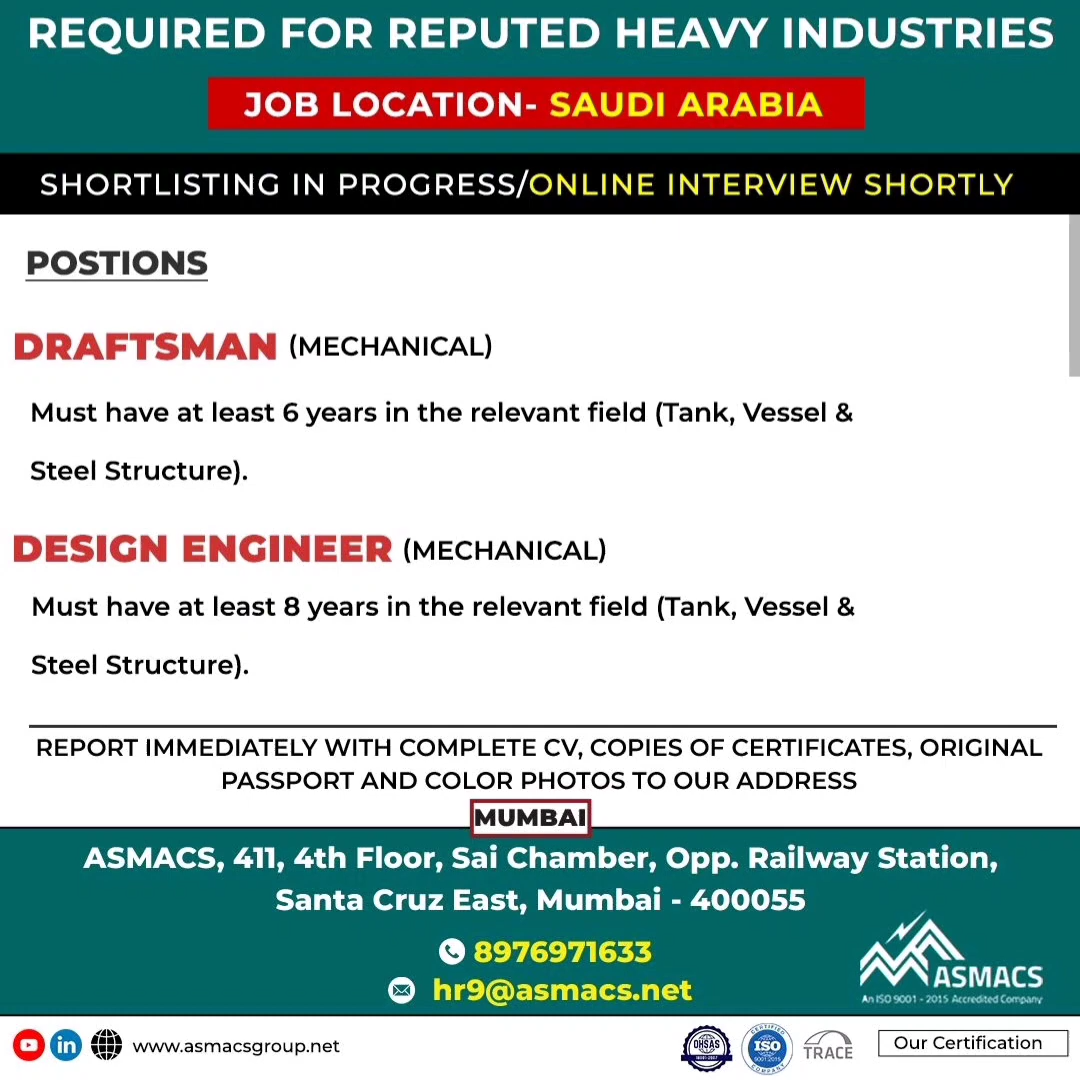 REQUIRED FOR REPUTED HEAVY INDUSTRIES
JOB LOCATION- SAUDI ARABIA
SHORTLISTING IN PROGRESS/ONLINE INTERVIEW SHORTLY
POSTIONS
DRAFTSMAN (MECHANICAL)
Must have at least 6 years in the relevant field (Tank, Vessel &
Steel Structure).
DESIGN ENGINEER (MECHANICAL)
Must have at least 8 years in the relevant field (Tank, Vessel &
Steel Structure).
REPORT IMMEDIATELY WITH COMPLETE CV, COPIES OF CERTIFICATES, ORIGINAL
PASSPORT AND COLOR PHOTOS TO OUR ADDRESS
MUMBAI
ASMACS, 411, 4th Floor, Sai Chamber, Opp. Railway Station,
Santa Cruz East, Mumbai - 400055
8976971633
hr9@asmacs.net
ASMACS
An ISO 9001 - 2015 Accredited Company
in
www.asmacsgroup.net
OHSAS
CERTIFIED
ISO
9001:2015
COMPANY
TRACE
Our Certification